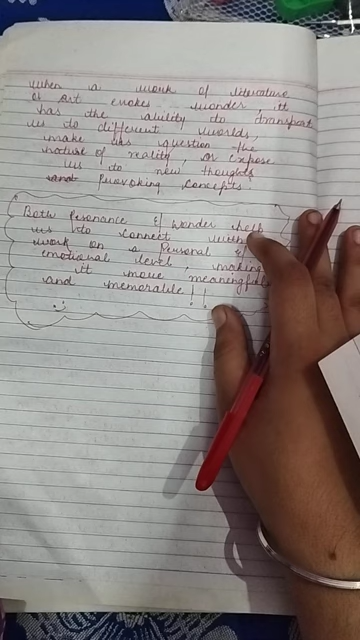 When a work of literature
or art evokes wonder, it
has the ability to transport
us to different worlds,
make us question the
nature of reality, or expose
us to new thoughts
and Provoking concepts.
Both Resonance & Wonder help
us to connect with
work on a Personal &
emotional level, making
it more meaningful
and memorable!!